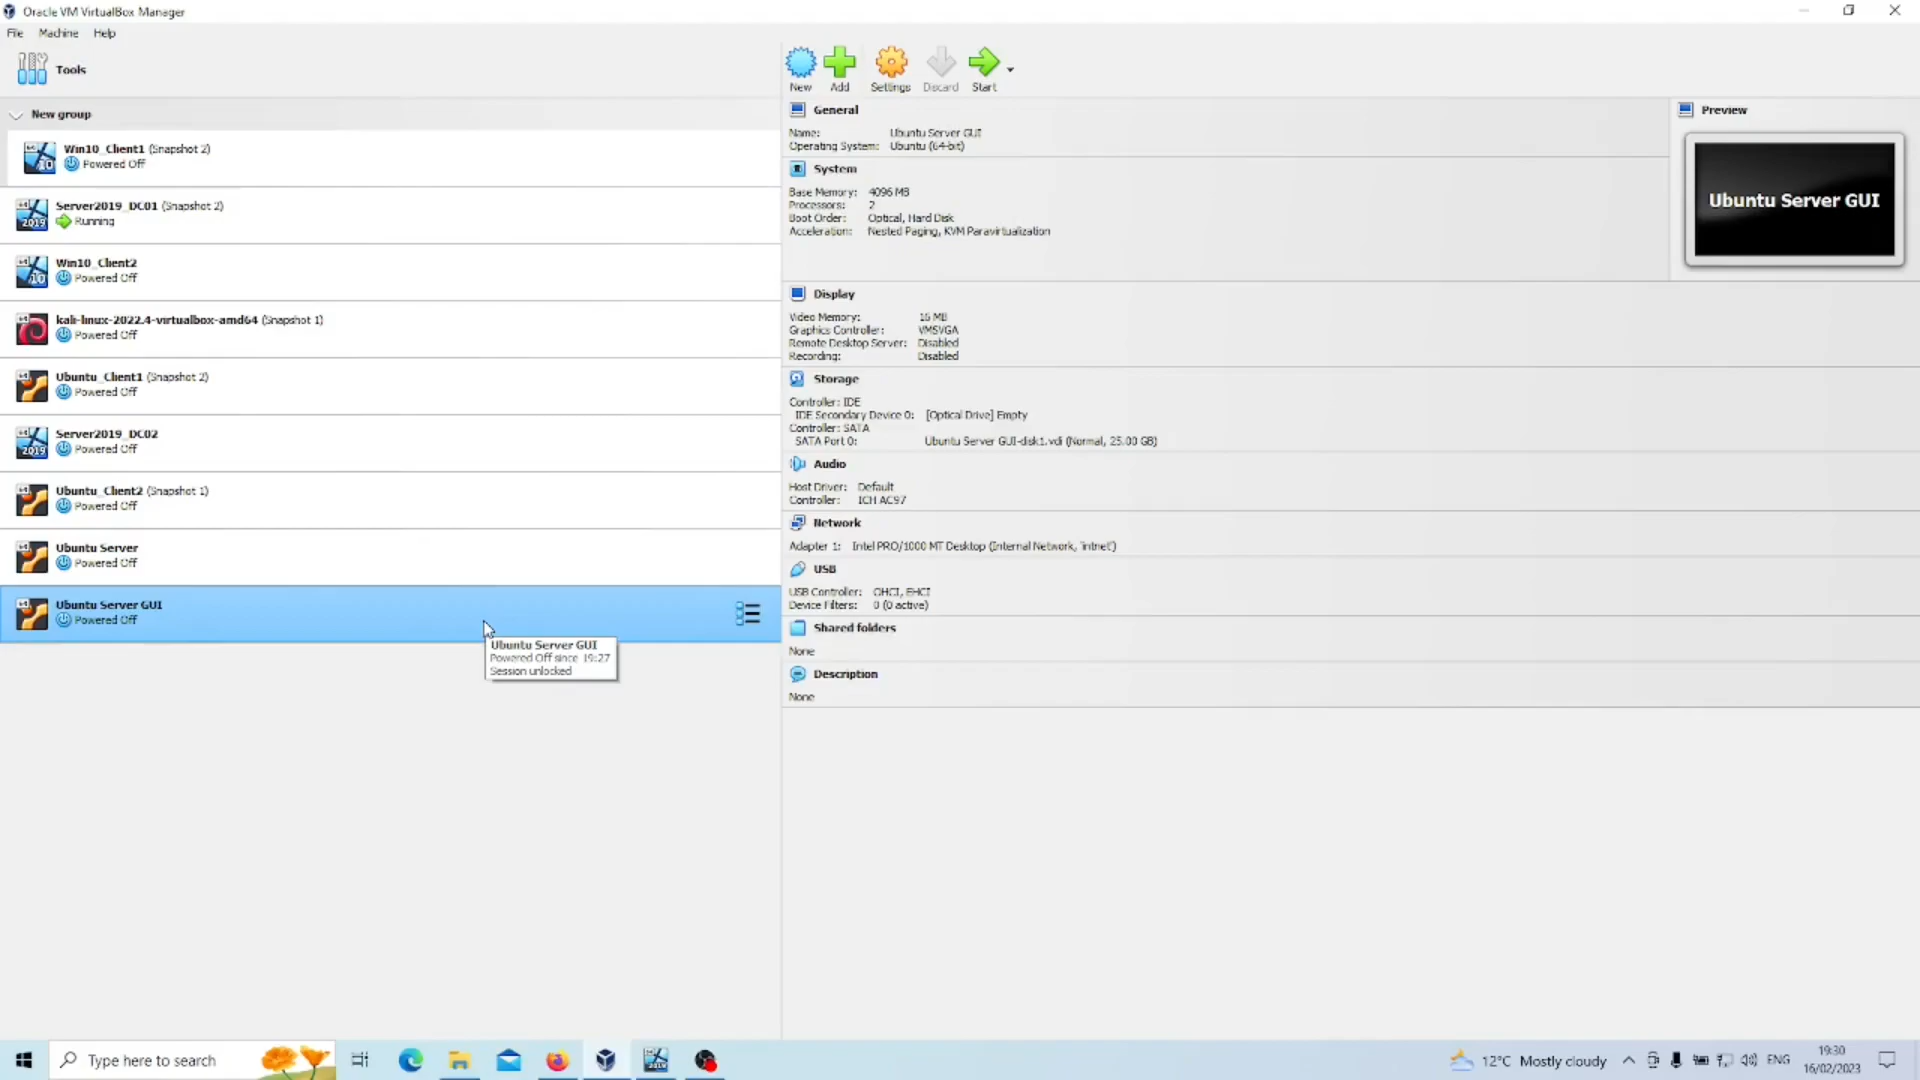 Oracle VM VirtualBox Manager
File Machine Help
Tools
New group
Win10_Client1 (Snapshot 2)
Powered Off
Server2019_DC01 (Snapshot 2)
Running
Win10_Client2
Powered Off
kali-linux-2022.4-virtualbox-amd64 (Snapshot 1)
Powered Off
Ubuntu_Client1 (Snapshot 2)
Powered Off
Server2019_DC02
Powered Off
Ubuntu_Client2 (Snapshot 1)
Powered Off
Ubuntu Server
Powered Off
Ubuntu Server GUI
Powered Off
Ubuntu Server GUI
Powered Off since 19:27
Session unlocked
New Add Settings Discard Start
General
Name: Ubuntu Server GUI
Operating System: Ubuntu (64-bit)
System
Base Memory: 4096 MB
Processors: 2
Boot Order: Optical, Hard Disk
Acceleration: Nested Paging, KVM Paravirtualization
Preview
Ubuntu Server GUI
Display
Video Memory: 16 MB
Graphics Controller: VMSVGA
Remote Desktop Server: Disabled
Recording: Disabled
Storage
Controller: IDE
IDE Secondary Device 0: [Optical Drive] Empty
Controller: SATA
SATA Port 0: Ubuntu Server GUI-disk1.vdi (Normal, 25.00 GB)
Audio
Host Driver: Default
Controller: ICH AC97
Network
Adapter 1: Intel PRO/1000 MT Desktop (Internal Network, 'intnet')
USB
USB Controller: OHCI, EHCI
Device Filters: 0 (0 active)
Shared folders
None
Description
None
Type here to search
12°C Mostly cloudy
ENG
19:30
16/02/2023